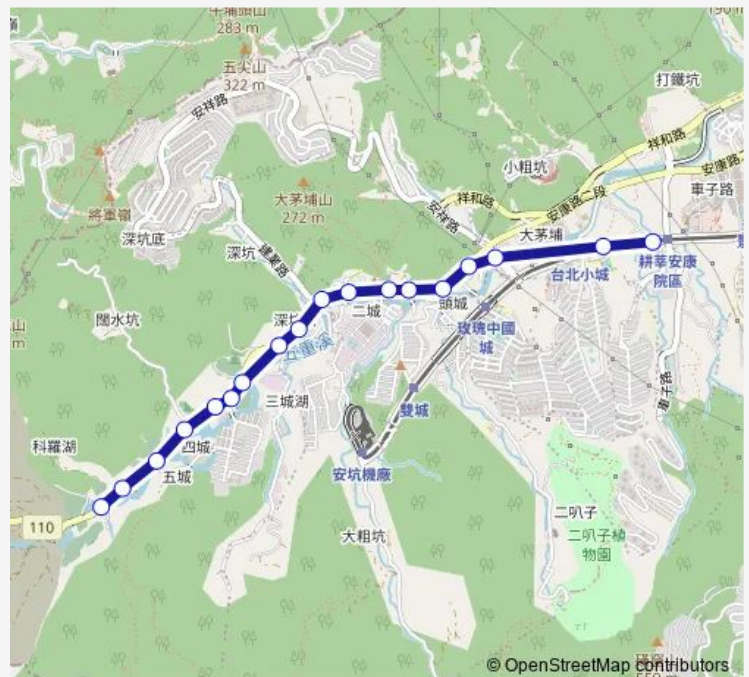 283 m
五尖山
322 m
安祥路
打鐵坑
祥和路
小粗坑
安康路
車子路
將軍嶺
大茅埔山
272 m
祥和路
安康路二段
安祥路
深坑底
深坑
建業路
大茅埔
耕莘安康
院區
台北小城
闊水坑
二城
頭城
玫瑰中國
城
五重溪
車子路
三城湖
雙城
科羅湖
四城
五城
安坑機廠
110
大粗坑
二叭子
二叭子植
物園
© OpenStreetMap contributors